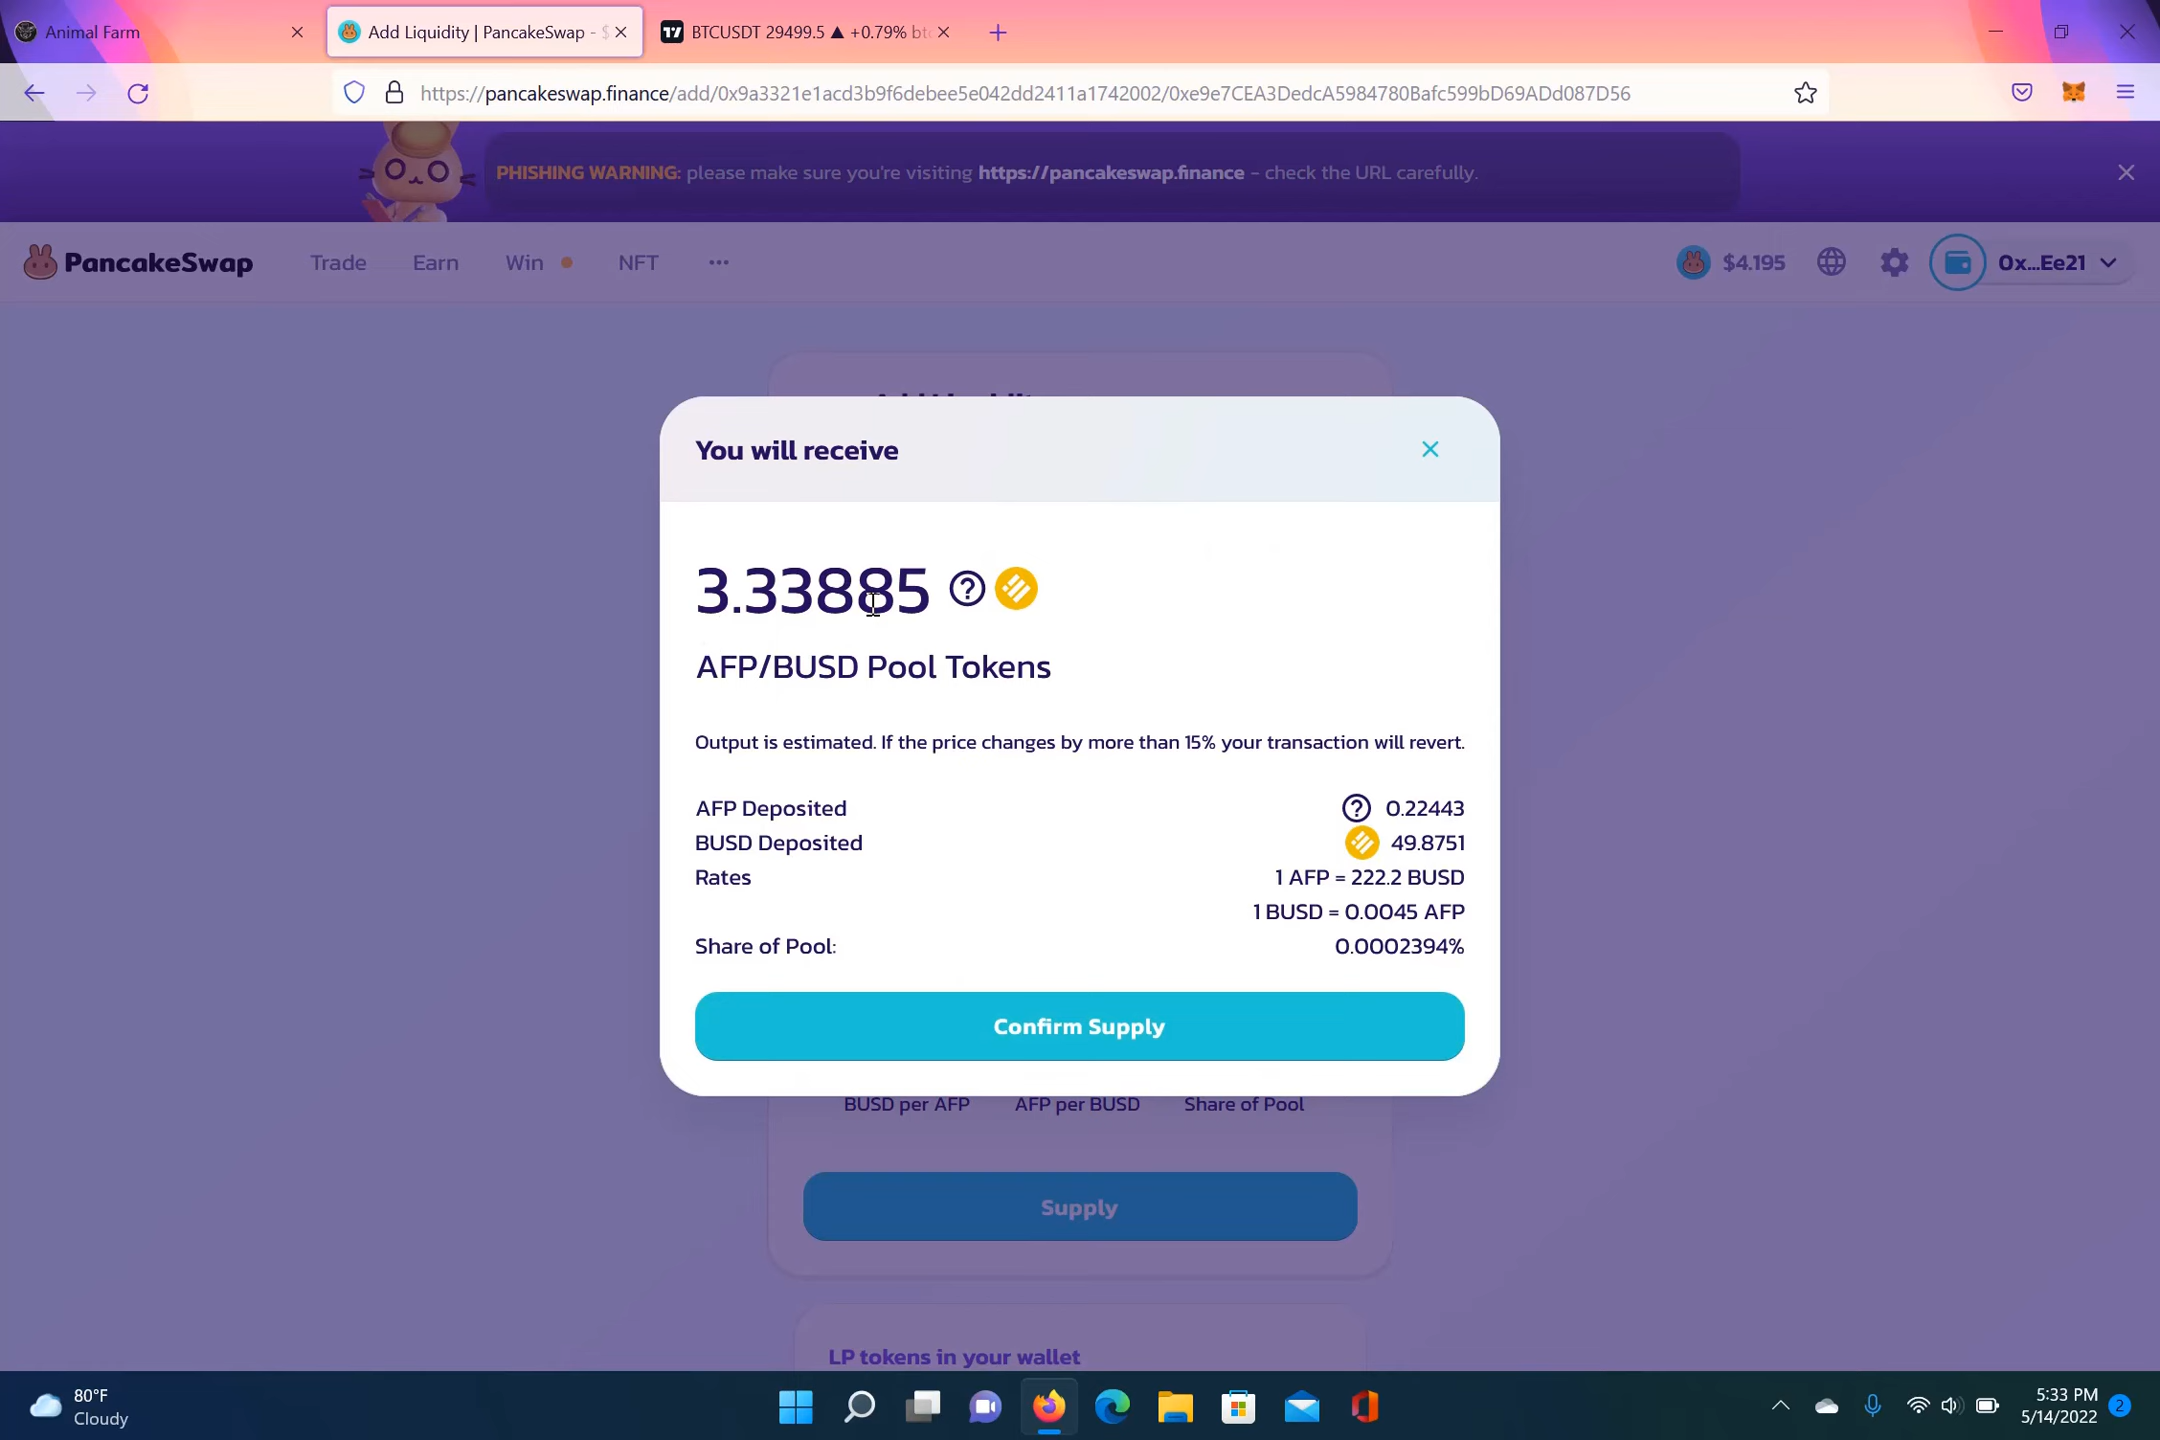 Animal Farm
Add Liquidity | PancakeSwap - $
BTCUSDT 29499.5 ▲ +0.79% btc
https://pancakeswap.finance/add/0x9a3321e1acd3b9f6debee5e042dd2411a1742002/0xe9e7CEA3DedcA5984780Bafc599bD69ADd087D56
PHISHING WARNING: please make sure you're visiting https://pancakeswap.finance - check the URL carefully.
PancakeSwap Trade Earn Win NFT ... $4.195 0x...Ee21
Add Liquidity
You will receive
3.33885
AFP/BUSD Pool Tokens
Output is estimated. If the price changes by more than 15% your transaction will revert.
AFP Deposited 0.22443
BUSD Deposited 49.8751
Rates 1 AFP = 222.2 BUSD
1 BUSD = 0.0045 AFP
Share of Pool: 0.0002394%
Confirm Supply
BUSD per AFP AFP per BUSD Share of Pool
Supply
LP tokens in your wallet
80°F
Cloudy
5:33 PM
5/14/2022
2